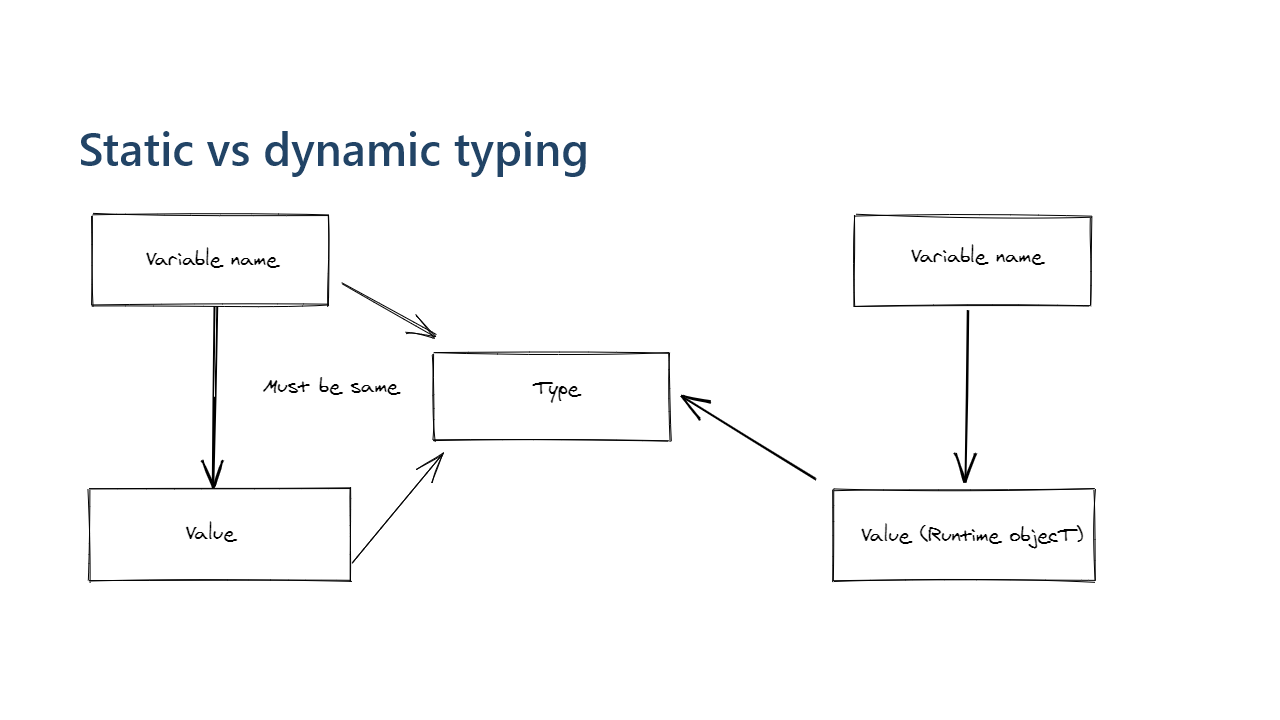 Static vs dynamic typing
Variable name
Variable name
Must be same
Type
Value
Value (Runtime objecT)